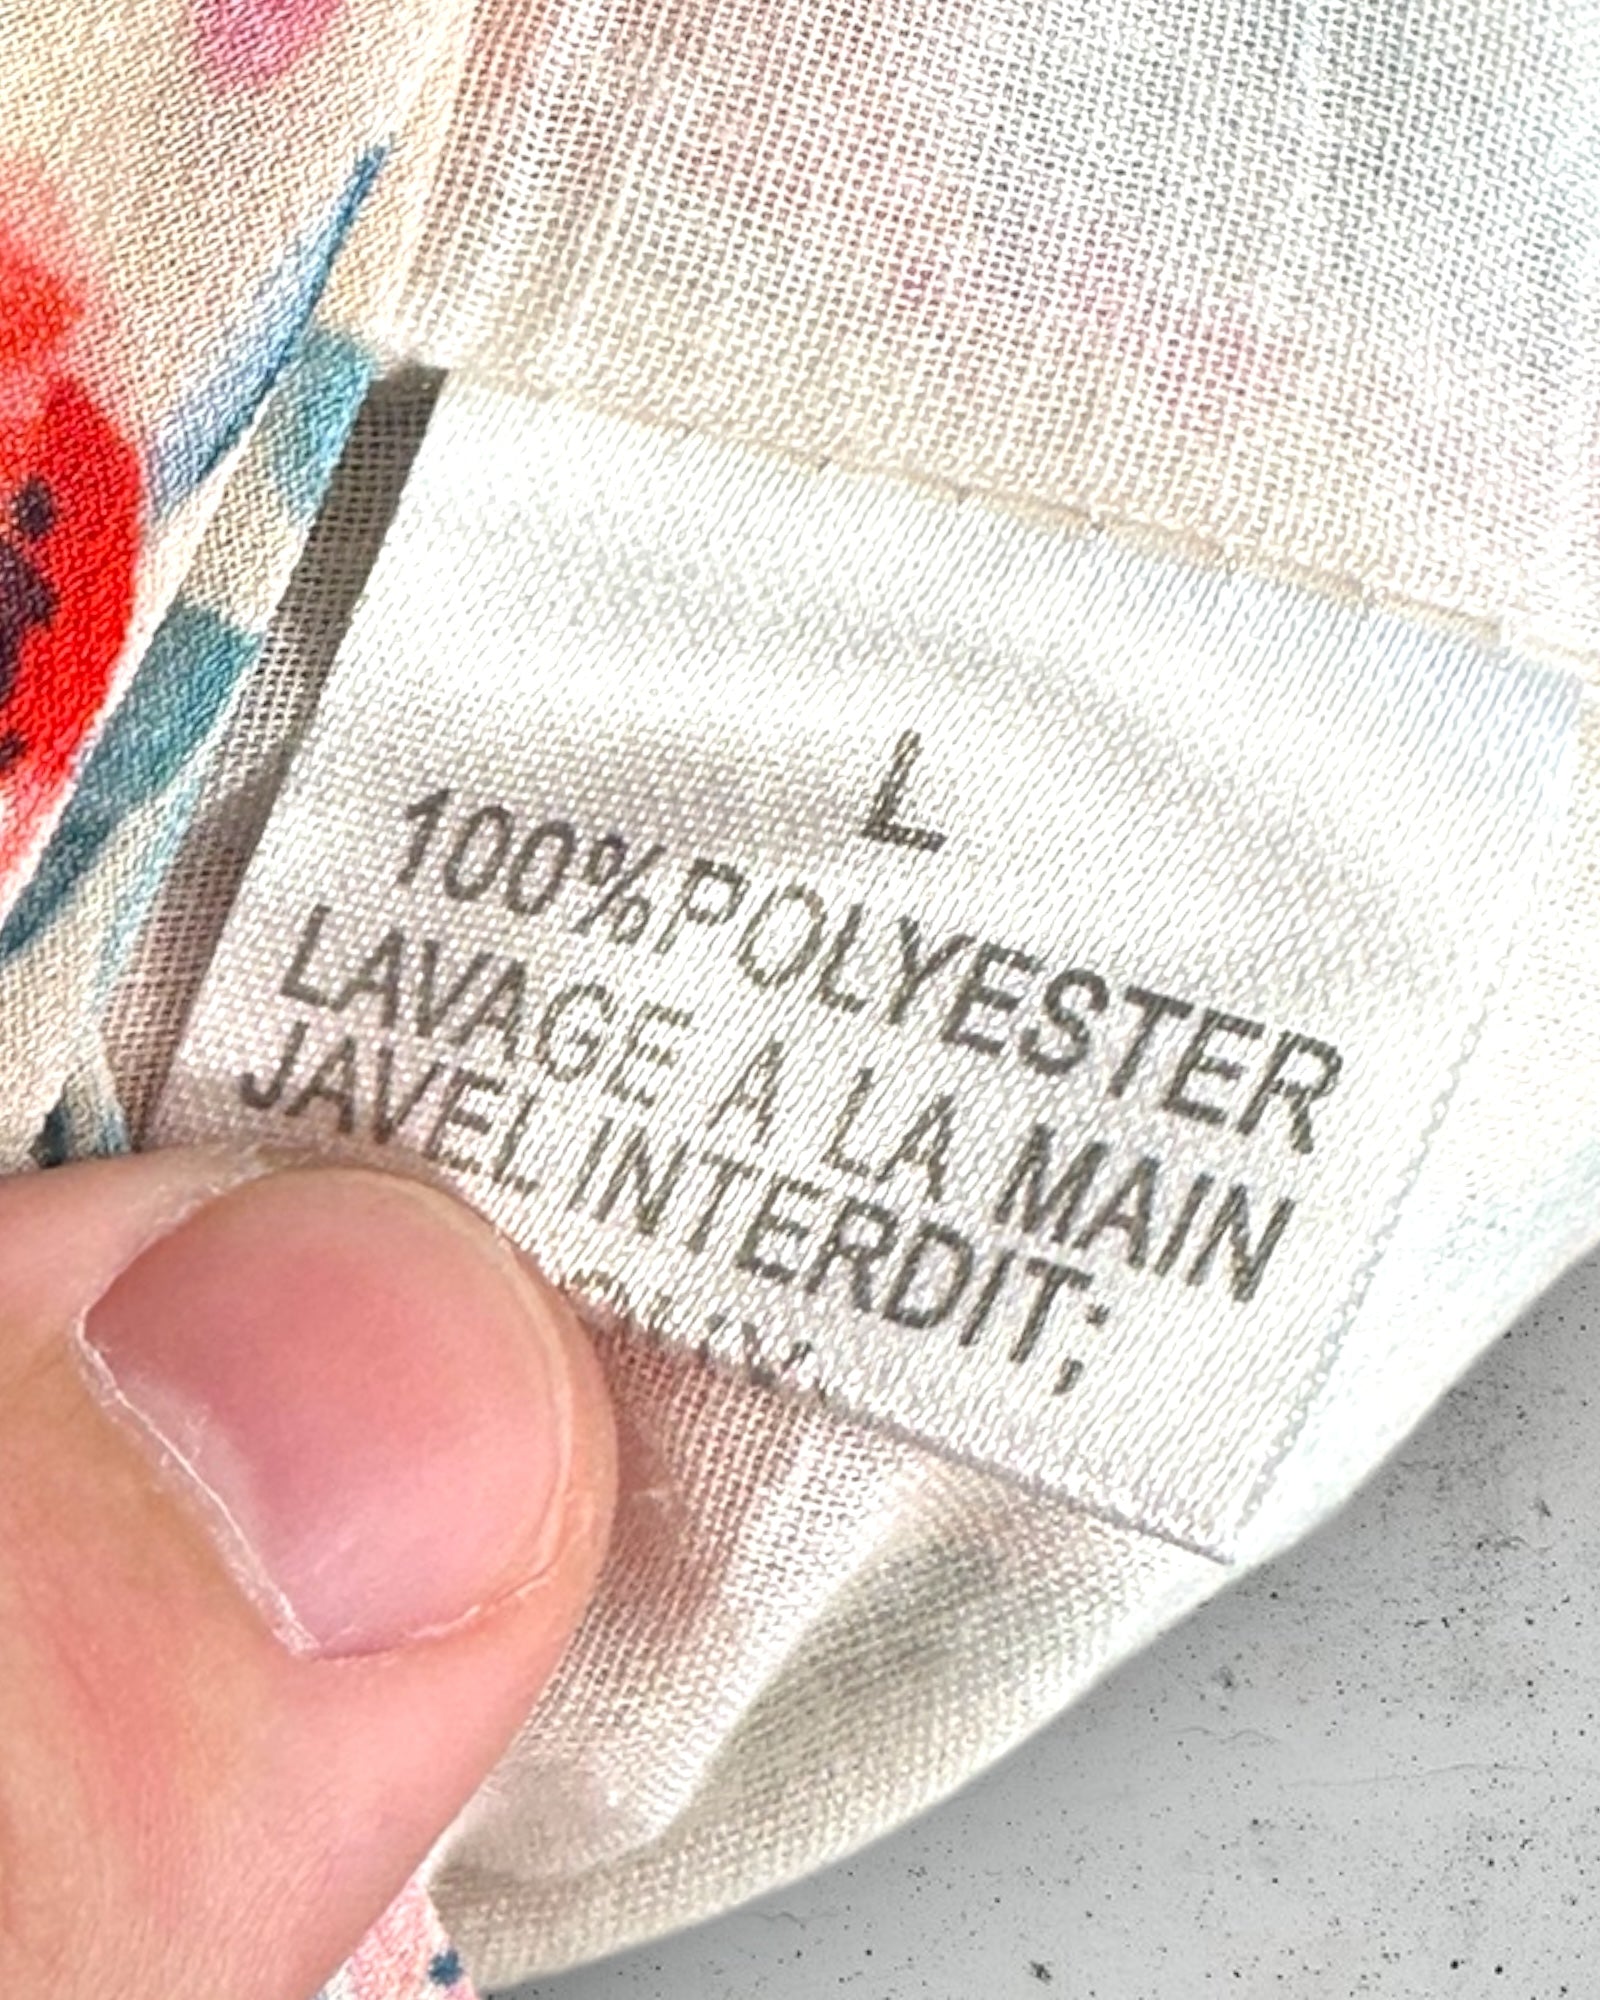 L
100%POLYESTER
LAVAGE A LA MAIN
JAVEL INTERDIT;